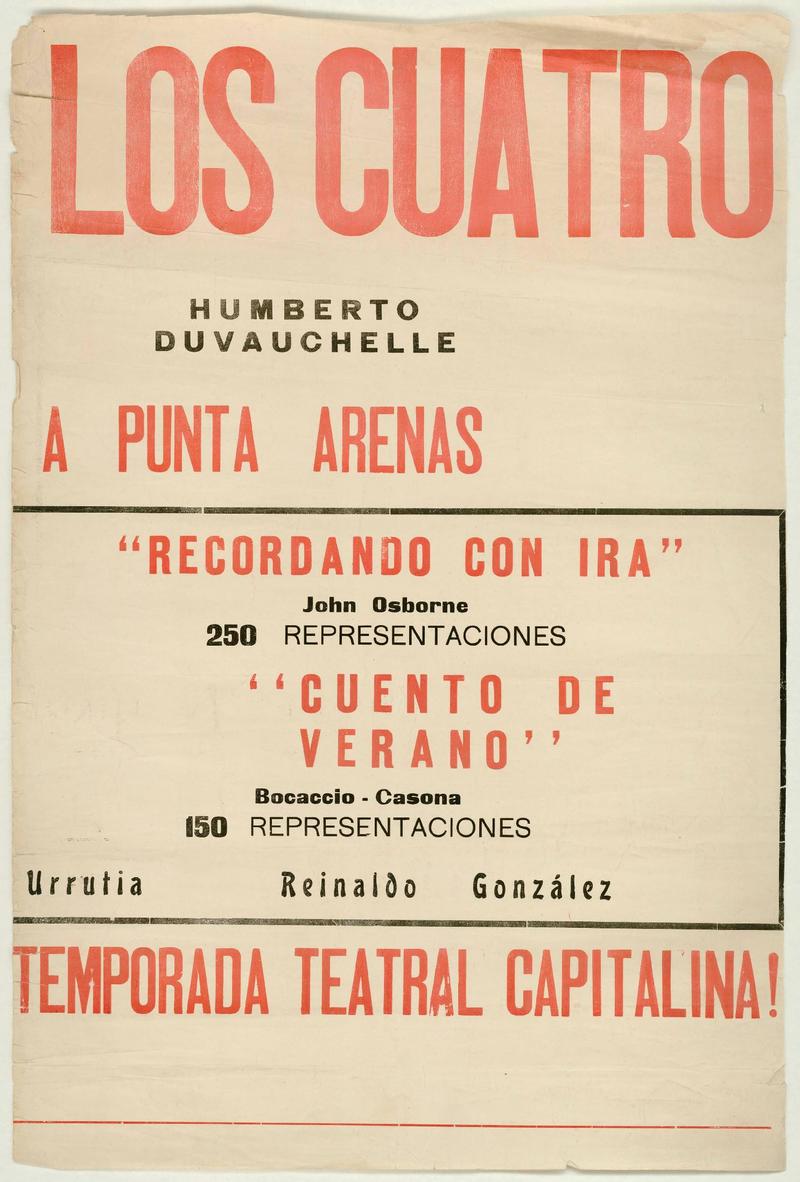 LOS CUATRO
HUMBERTO
DUVAUCHELLE
A PUNTA ARENAS
“RECORDANDO CON IRA”
John Osborne
250 REPRESENTACIONES
‘‘CUENTO DE
VERANO’’
Bocaccio - Casona
150 REPRESENTACIONES
Urrutia Reinaldo González
TEMPORADA TEATRAL CAPITALINA!